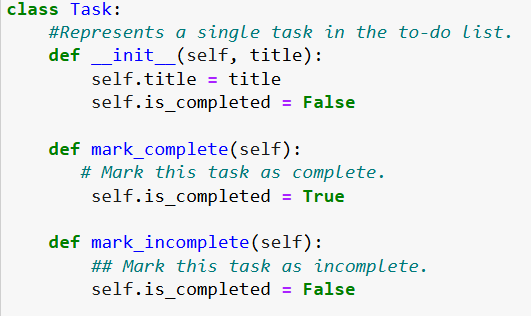 class Task:
    #Represents a single task in the to-do list.
    def __init__(self, title):
        self.title = title
        self.is_completed = False

    def mark_complete(self):
       # Mark this task as complete.
        self.is_completed = True

    def mark_incomplete(self):
        ## Mark this task as incomplete.
        self.is_completed = False